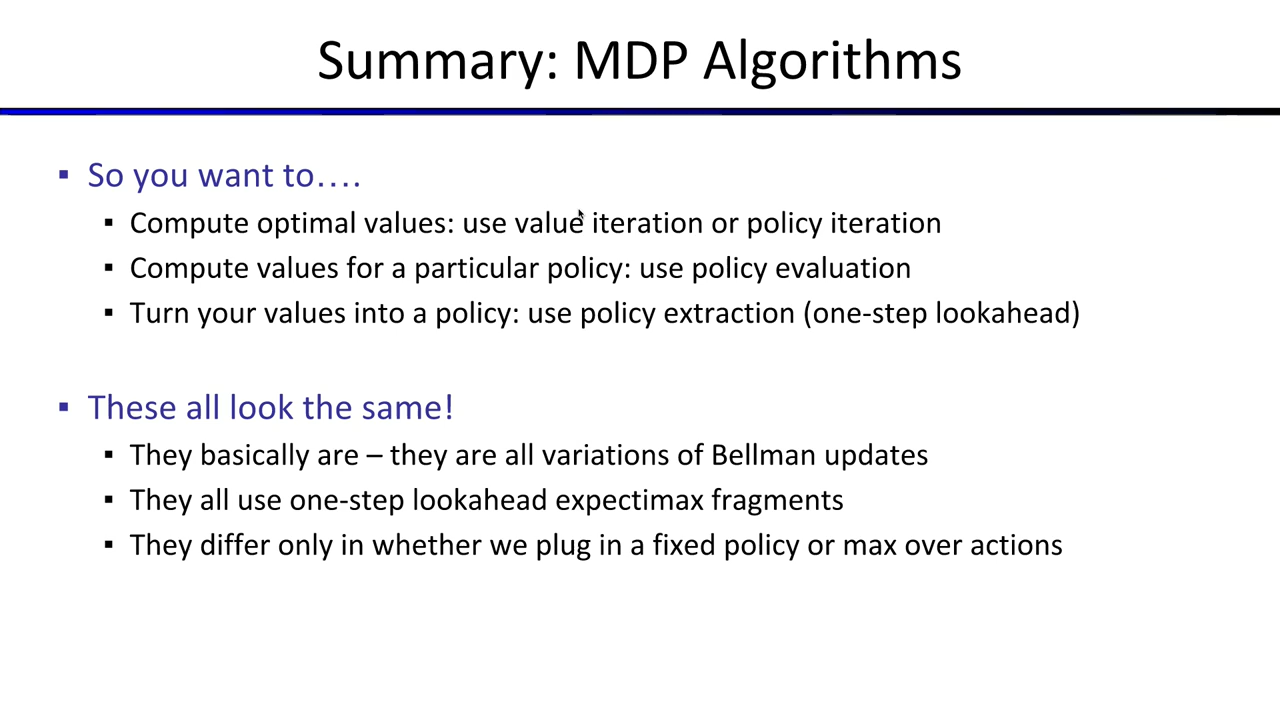 Summary: MDP Algorithms
▪ So you want to….
▪ Compute optimal values: use value iteration or policy iteration
▪ Compute values for a particular policy: use policy evaluation
▪ Turn your values into a policy: use policy extraction (one-step lookahead)
▪ These all look the same!
▪ They basically are – they are all variations of Bellman updates
▪ They all use one-step lookahead expectimax fragments
▪ They differ only in whether we plug in a fixed policy or max over actions